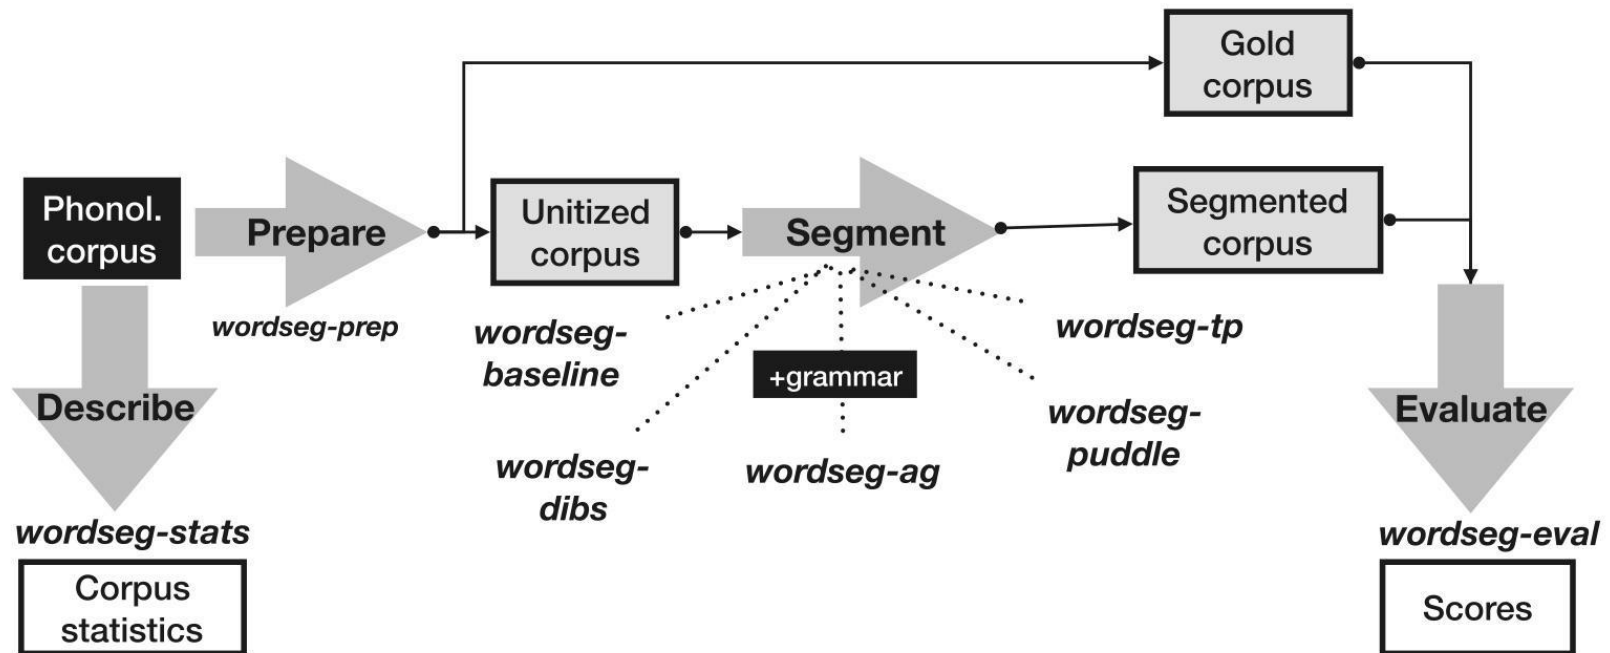 Gold
corpus
Phonol.
corpus
Prepare
wordseg-prep
Unitized
corpus
Segment
Segmented
corpus
wordseg-
baseline
wordseg-
dibs
+grammar
wordseg-ag
wordseg-tp
wordseg-
puddle
Describe
wordseg-stats
Corpus
statistics
Evaluate
wordseg-eval
Scores